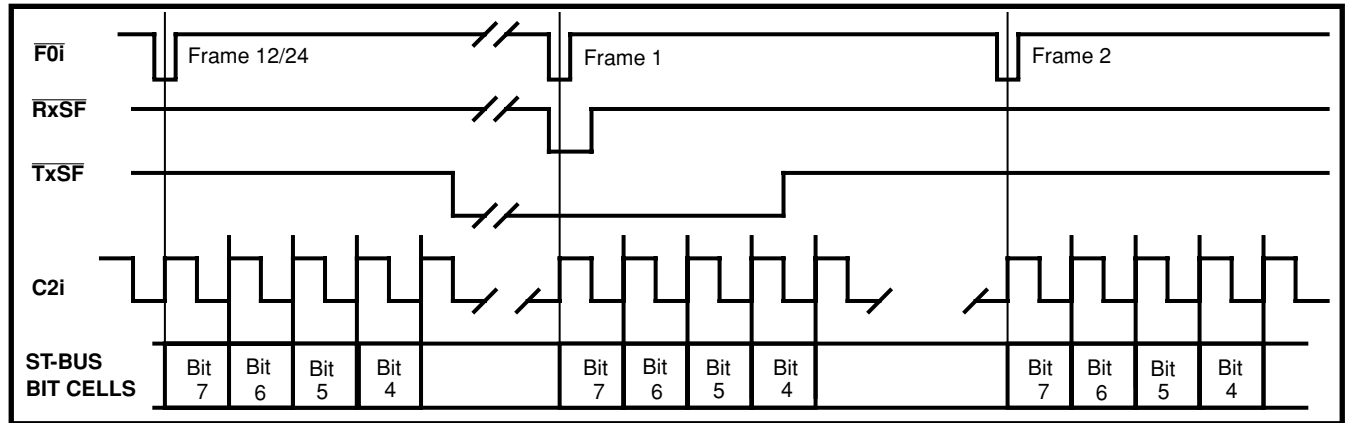 F0i Frame 12/24 Frame 1 Frame 2
RxSF
TxSF
C2i
ST-BUS
BIT CELLS
Bit 7 Bit 6 Bit 5 Bit 4 Bit 7 Bit 6 Bit 5 Bit 4 Bit 7 Bit 6 Bit 5 Bit 4